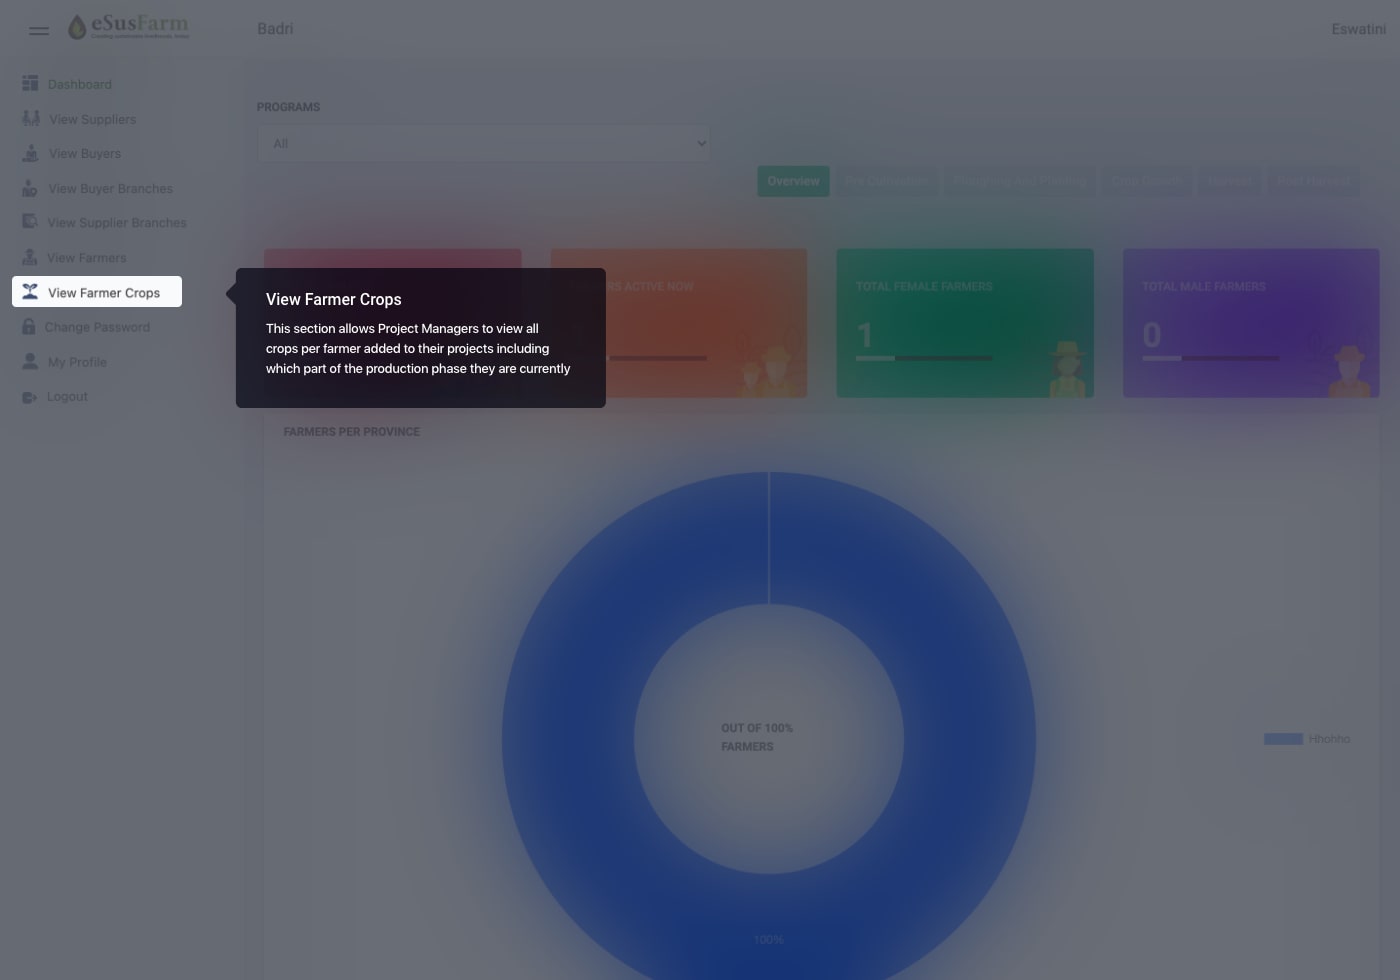 eSusFarm
Badri
Eswatini
Dashboard
View Suppliers
View Buyers
View Buyer Branches
View Supplier Branches
View Farmers
View Farmer Crops
Change Password
My Profile
Logout
PROGRAMS
All
Overview
Pre Cultivation
Ploughing And Planting
Crop Growth
Harvest
Post Harvest
View Farmer Crops
This section allows Project Managers to view all
crops per farmer added to their projects including
which part of the production phase they are currently
ACTIVE NOW
TOTAL FEMALE FARMERS
1
TOTAL MALE FARMERS
0
FARMERS PER PROVINCE
OUT OF 100%
FARMERS
Hhohho
100%